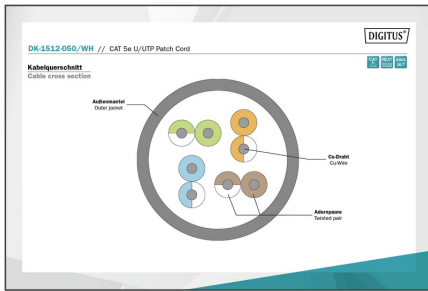 DIGITUS®
DK-1512-050/WH // CAT 5e U/UTP Patch Cord
Kabelquerschnitt
Cable cross section
Außenmantel
Outer jacket
Cu-Draht
Cu-Wire
Adernpaare
Twisted pair